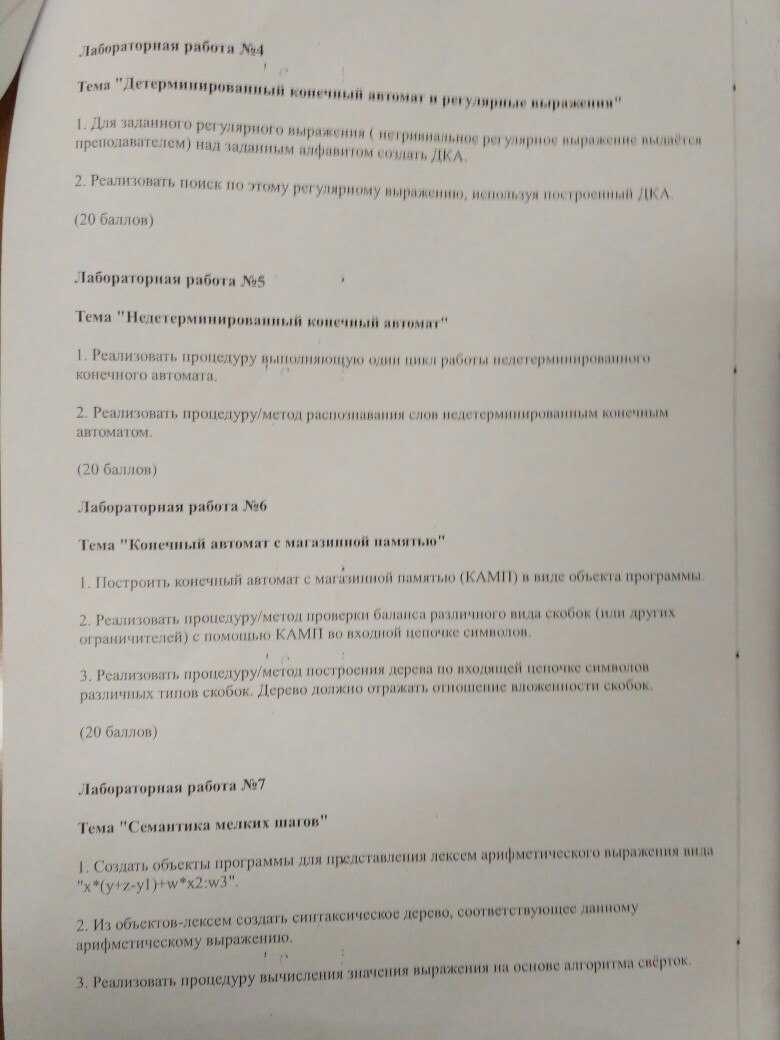 Лабораторная работа №4
Тема "Детерминированный конечный автомат и регулярные выражения"
1. Для заданного регулярного выражения ( нетривиальное регулярное выражение выдаётся
преподавателем) над заданным алфавитом создать ДКА.
2. Реализовать поиск по этому регулярному выражению, используя построенный ДКА.
(20 баллов)
Лабораторная работа №5
Тема "Недетерминированный конечный автомат"
1. Реализовать процедуру выполняющую один цикл работы недетерминированного
конечного автомата.
2. Реализовать процедуру/метод распознавания слов недетерминированным конечным
автоматом.
(20 баллов)
Лабораторная работа №6
Тема "Конечный автомат с магазинной памятью"
1. Построить конечный автомат с магазинной памятью (КАМП) в виде объекта программы.
2. Реализовать процедуру/метод проверки баланса различного вида скобок (или других
ограничителей) с помощью КАМП во входной цепочке символов.
3. Реализовать процедуру/метод построения дерева по входящей цепочке символов
различных типов скобок. Дерево должно отражать отношение вложенности скобок.
(20 баллов)
Лабораторная работа №7
Тема "Семантика мелких шагов"
1. Создать объекты программы для представления лексем арифметического выражения вида
"x*(y+z-y1)+w*x2:w3".
2. Из объектов-лексем создать синтаксическое дерево, соответствующее данному
арифметическому выражению.
3. Реализовать процедуру вычисления значения выражения на основе алгоритма свёрток.